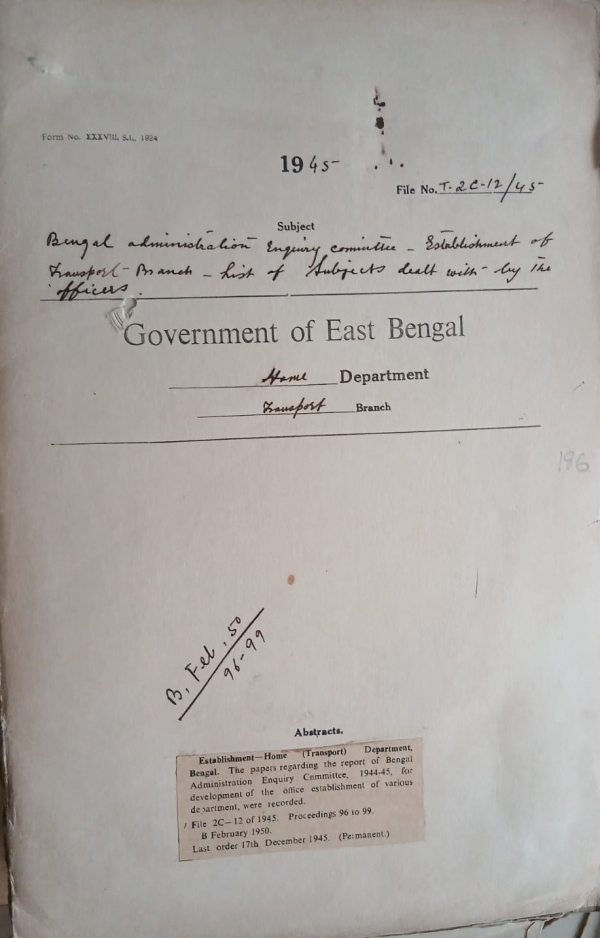 Form No. XXXVIII, S.I., 1924
1945
File No. T-2C-12/45
Subject
Bengal administration Enquiry committee - Establishment of
Transport Branch - List of Subjects dealt with by the
officers.
Government of East Bengal
Home Department
Transport Branch
186
B. Feb. 50
96-99
Abstracts.
Establishment—Home (Transport) Department,
Bengal. The papers regarding the report of Bengal
Administration Enquiry Cmmittee, 1944-45, for
development of the office establishment of various
department, were recorded.
File 2C—12 of 1945. Proceedings 96 to 99.
B February 1950.
Last order 17th December 1945. (Permanent.)